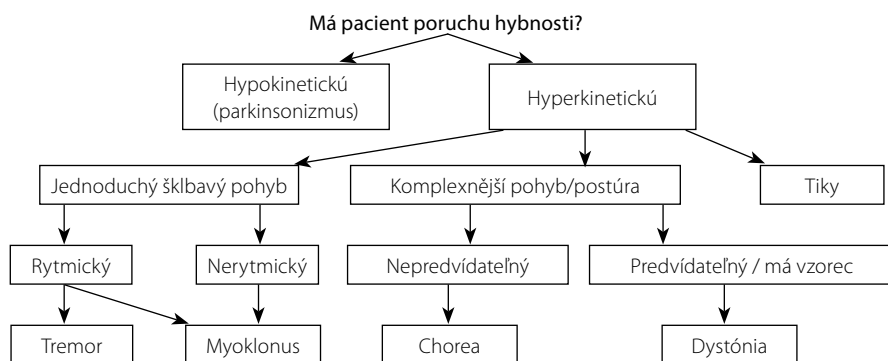 Má pacient poruchu hybnosti?
Hypokinetickú
(parkinsonizmus)
Hyperkinetickú
Jednoduchý šklbavý pohyb
Komplexnější pohyb/postúra
Tiky
Rytmický
Nerytmický
Nepredvídateľný
Predvídateľný / má vzorec
Tremor
Myoklonus
Chorea
Dystónia